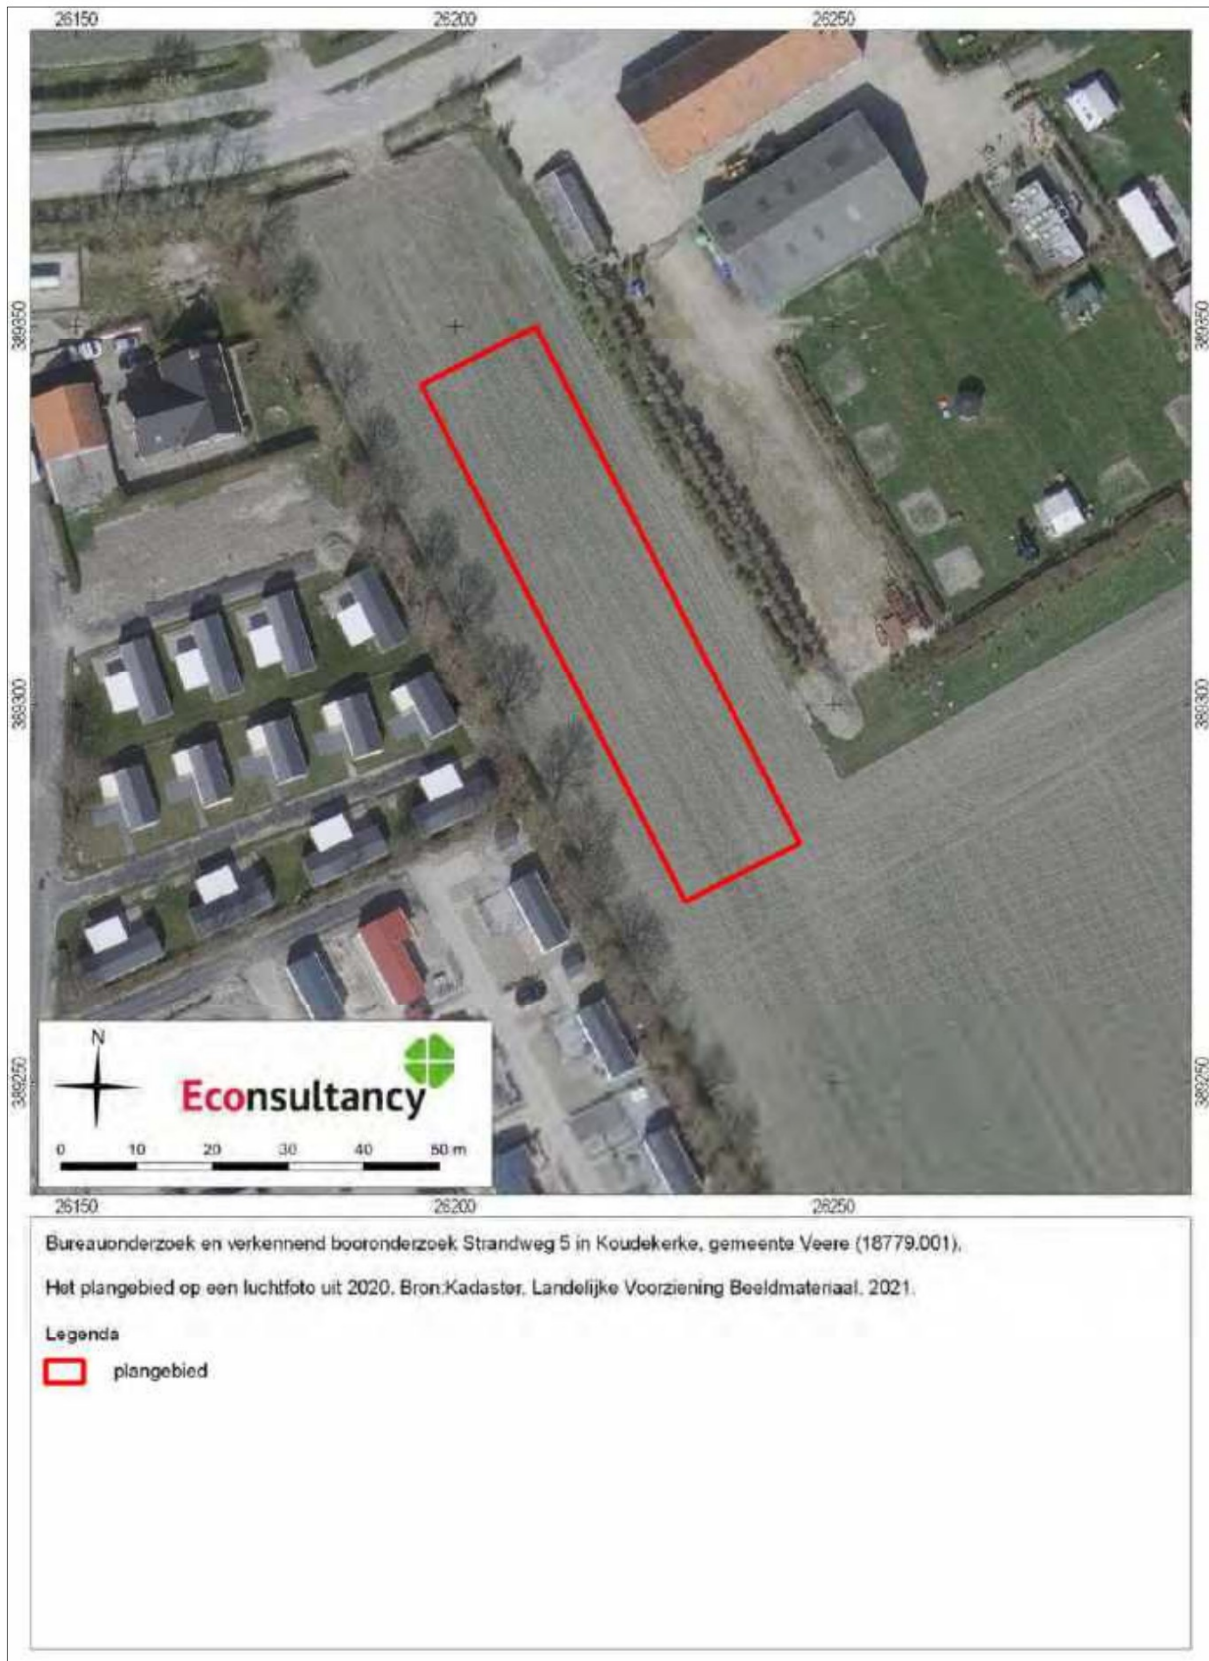 26150 26200 26250
389350 389350
389300 389300
389250 389250
N
Econsultancy
0 10 20 30 40 50 m
26150 26200 26250
Bureauonderzoek en verkennend booronderzoek Strandweg 5 in Koudekerke, gemeente Veere (18779.001).
Het plangebied op een luchtfoto uit 2020. Bron:Kadaster, Landelijke Voorziening Beeldmateriaal, 2021.
Legenda
plangebied